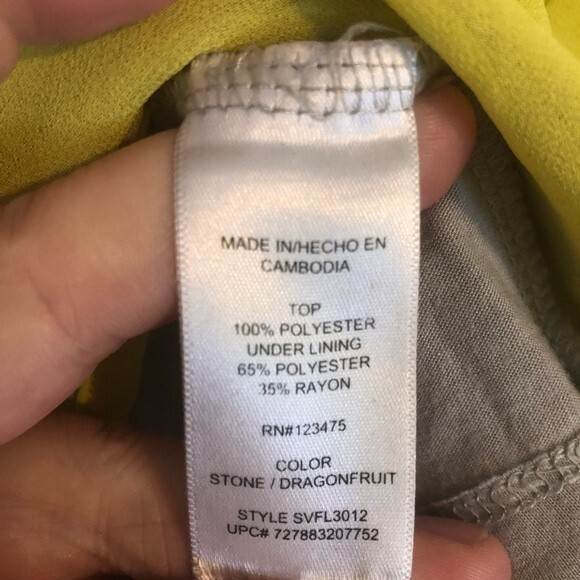 MADE IN/HECHO EN
CAMBODIA
TOP
100% POLYESTER
UNDER LINING
65% POLYESTER
35% RAYON
RN#123475
COLOR
STONE / DRAGONFRUIT
STYLE SVFL3012
UPC# 727883207752